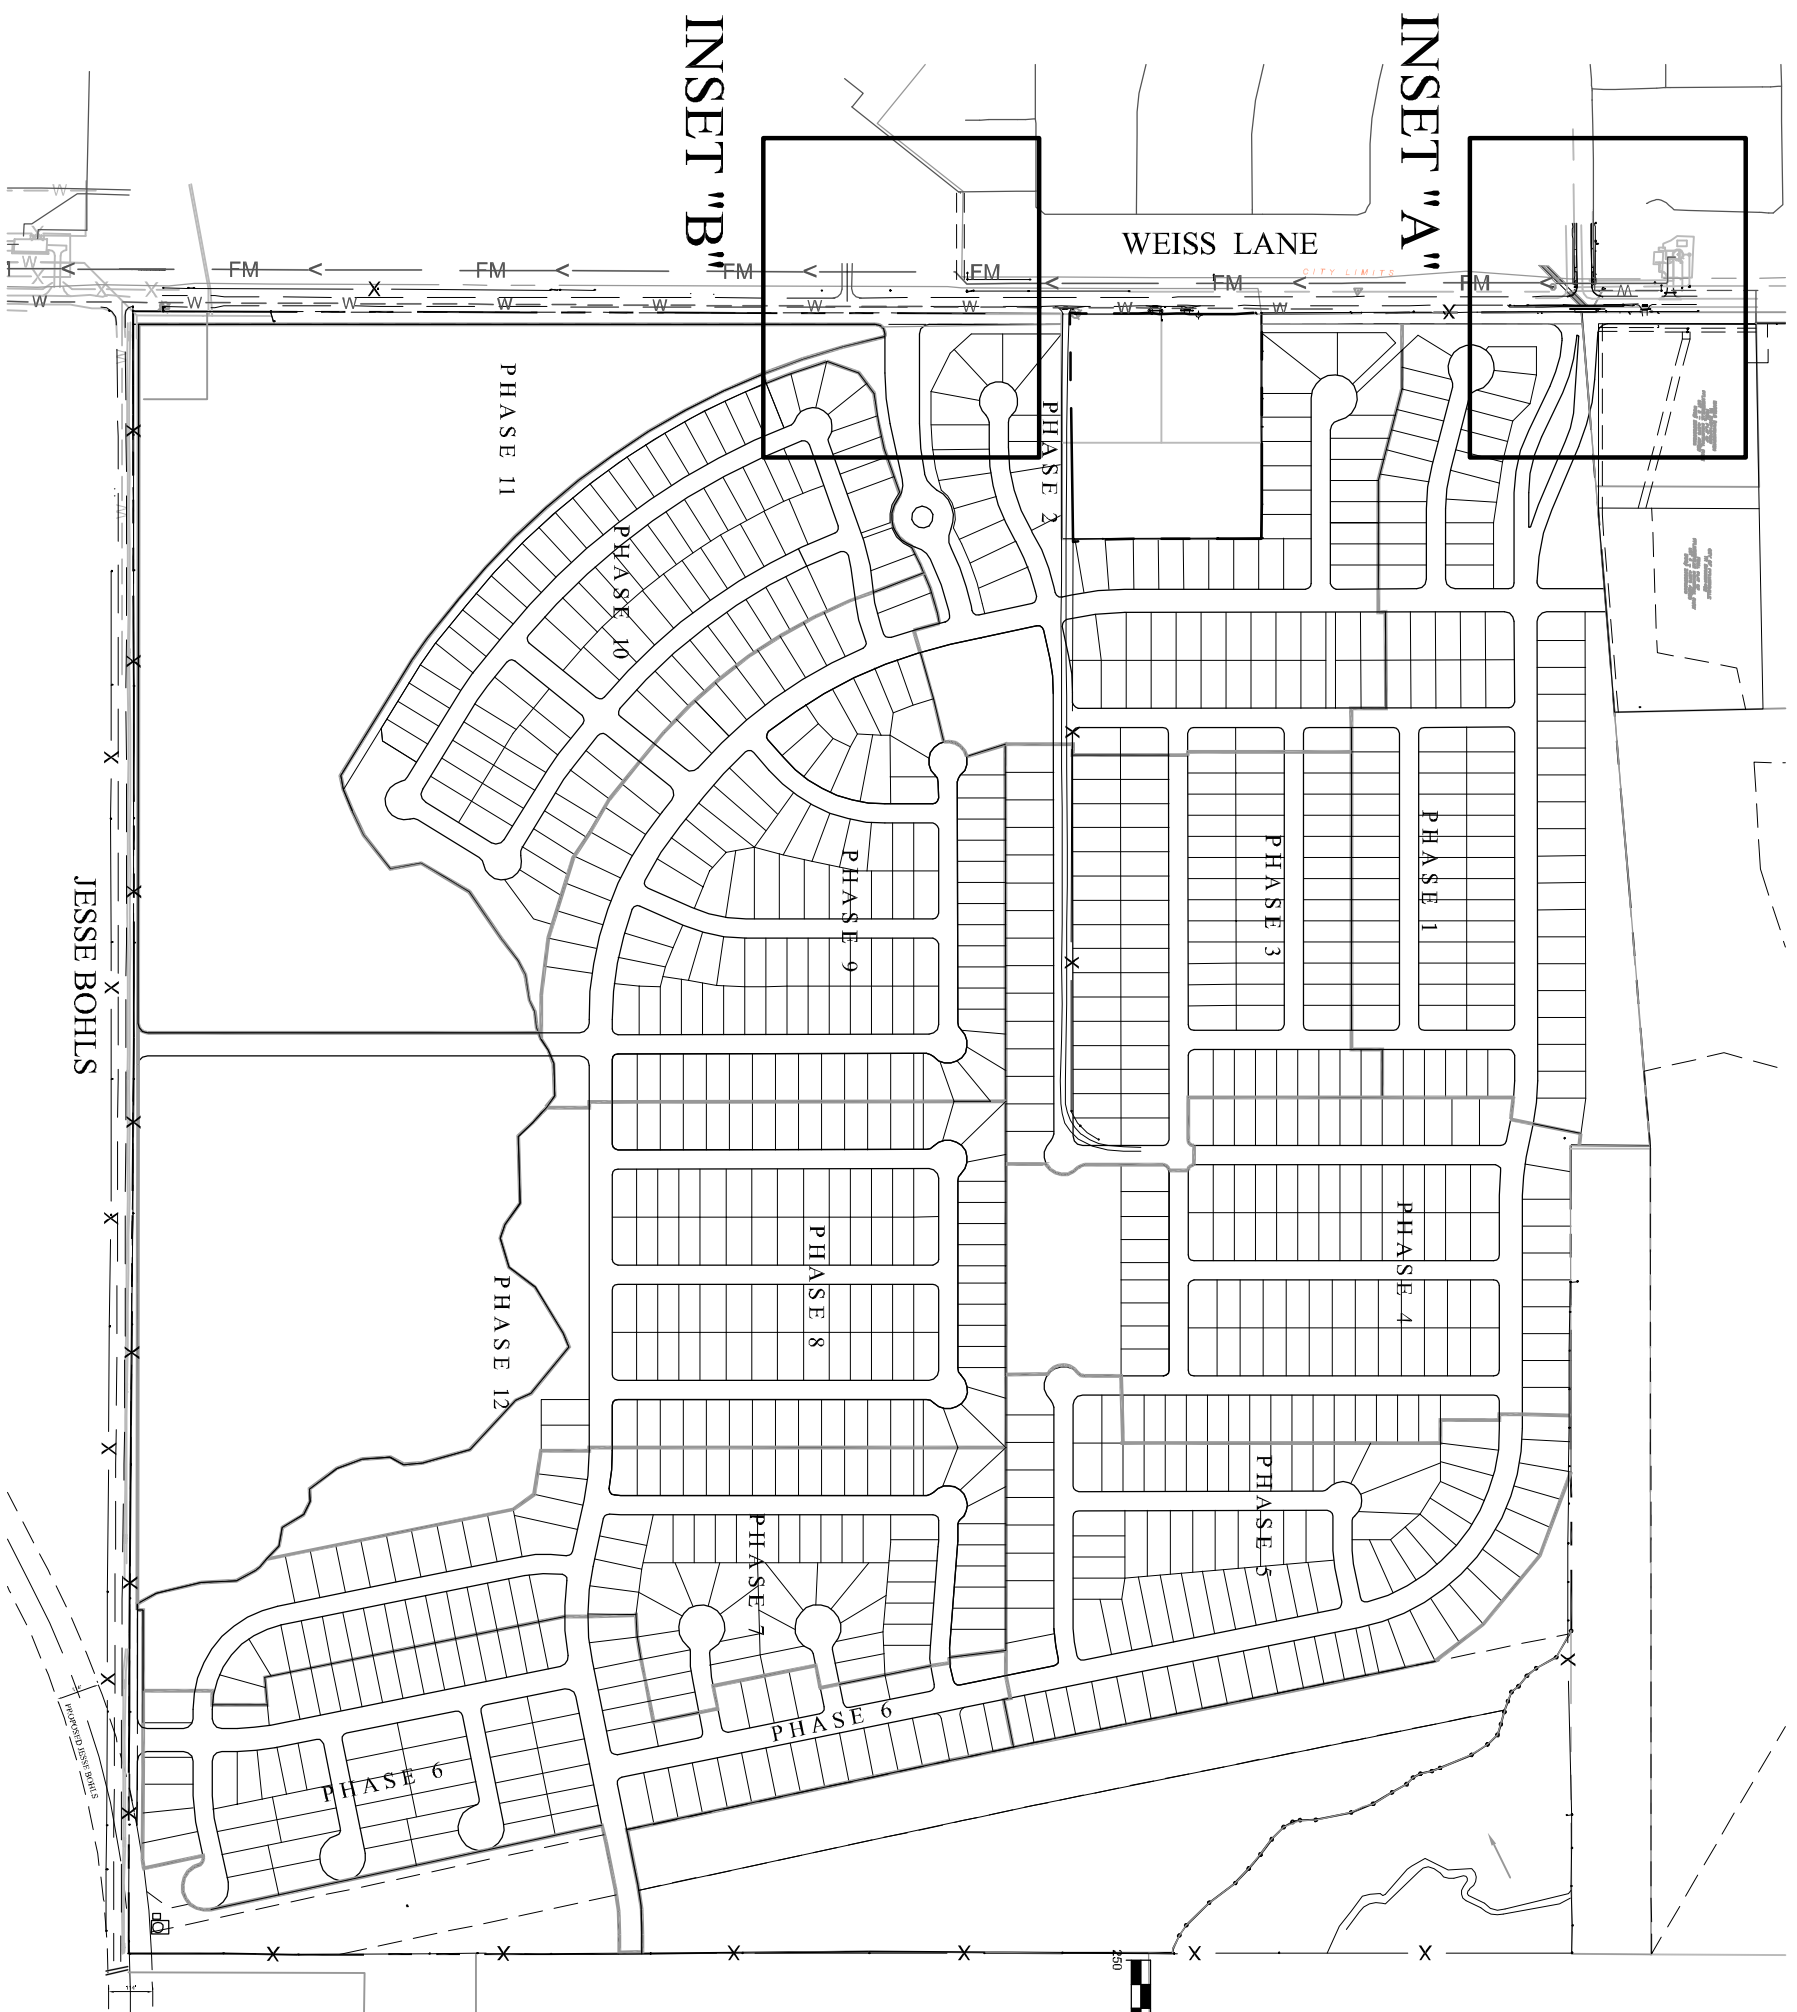 INSET "B"
INSET "A"
WEISS LANE
CITY LIMITS
FM
FM
FM
FM
FM
FM
W
W
W
W
W
W
W
W
W
W
W
W
W
X
X
X
PHASE 11
PHASE 2
PHASE 10
PHASE 1
PHASE 3
PHASE 9
JESSE BOHLS
PHASE 4
PHASE 8
PHASE 12
PHASE 5
PHASE 7
PHASE 6
PHASE 6
PROPOSED JESSE BOHLS
250